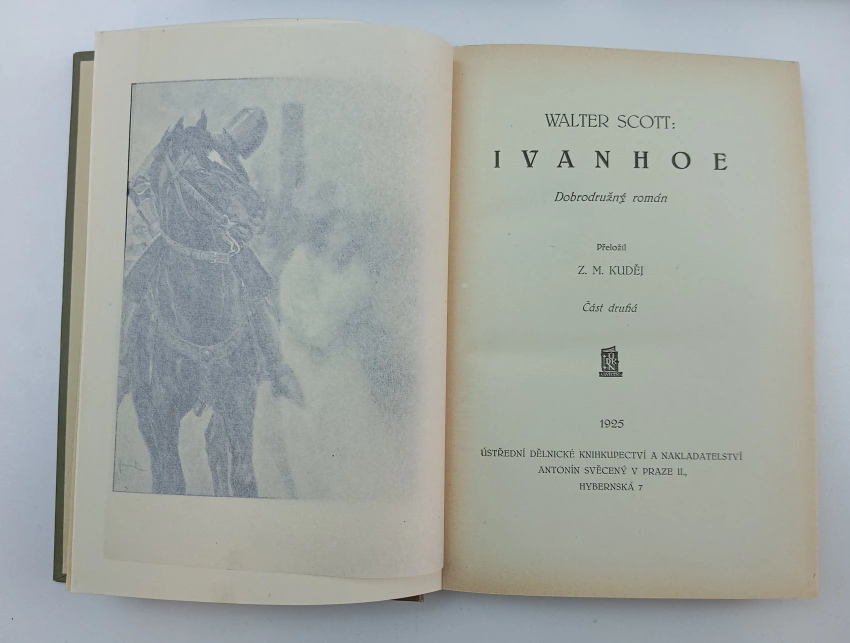 WALTER SCOTT:
IVANHOE
Dobrodružný román
Přeložil
Z. M. KUDĚJ
Část druhá
1925
ÚSTŘEDNÍ DĚLNICKÉ KNIHKUPECTVÍ A NAKLADATELSTVÍ
ANTONÍN SVĚCENÝ V PRAZE II.,
HYBERNSKÁ 7